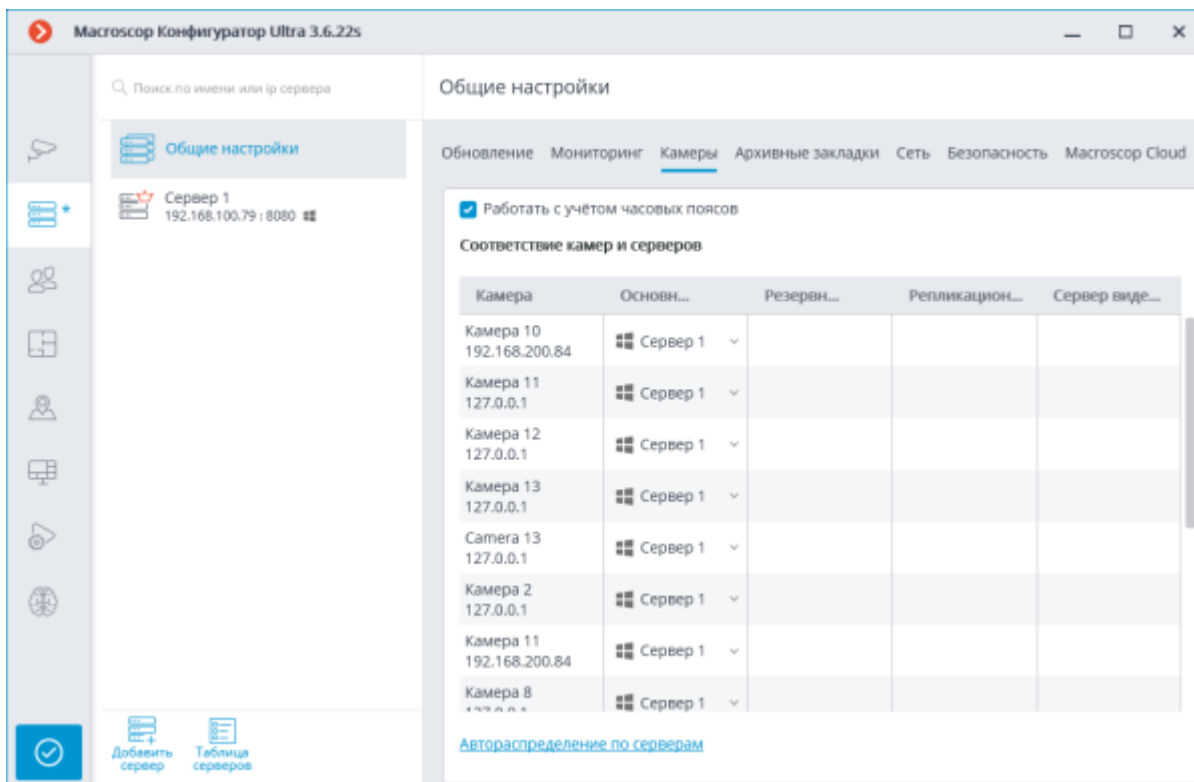 Macroscop Конфигуратор Ultra 3.6.22s
Поиск по имени или ip сервера
Общие настройки
Сервер 1
192.168.100.79 : 8080
Добавить сервер
Таблица серверов
Общие настройки
Обновление Мониторинг Камеры Архивные закладки Сеть Безопасность Macroscop Cloud
Работать с учётом часовых поясов
Соответствие камер и серверов
Камера Основн... Резервн... Репликацион... Сервер виде...
Камера 10
192.168.200.84 Сервер 1
Камера 11
127.0.0.1 Сервер 1
Камера 12
127.0.0.1 Сервер 1
Камера 13
127.0.0.1 Сервер 1
Camera 13
127.0.0.1 Сервер 1
Камера 2
127.0.0.1 Сервер 1
Камера 11
192.168.200.84 Сервер 1
Камера 8
Сервер 1
Автораспределение по серверам